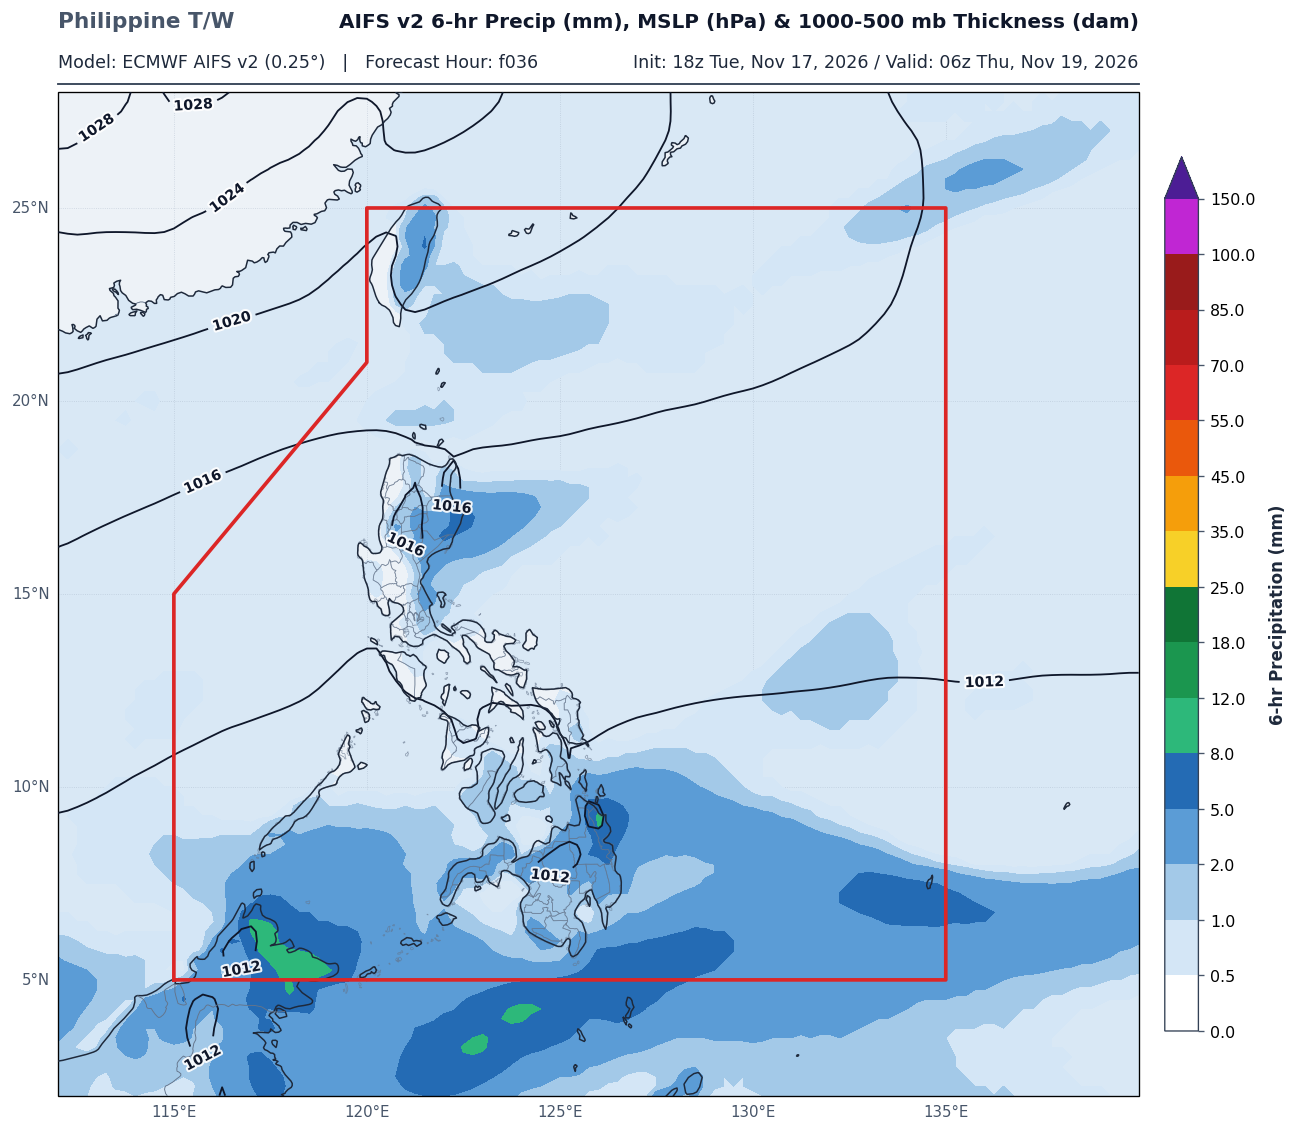 Philippine T/W
AIFS v2 6-hr Precip (mm), MSLP (hPa) & 1000-500 mb Thickness (dam)
Model: ECMWF AIFS v2 (0.25°)   |   Forecast Hour: f036
Init: 18z Tue, Nov 17, 2026 / Valid: 06z Thu, Nov 19, 2026
1028
1028
1024
1020
1016
1016
1016
1012
1012
1012
1012
25°N
20°N
15°N
10°N
5°N
115°E
120°E
125°E
130°E
135°E
150.0
100.0
85.0
70.0
55.0
45.0
35.0
25.0
18.0
12.0
8.0
5.0
2.0
1.0
0.5
0.0
6-hr Precipitation (mm)